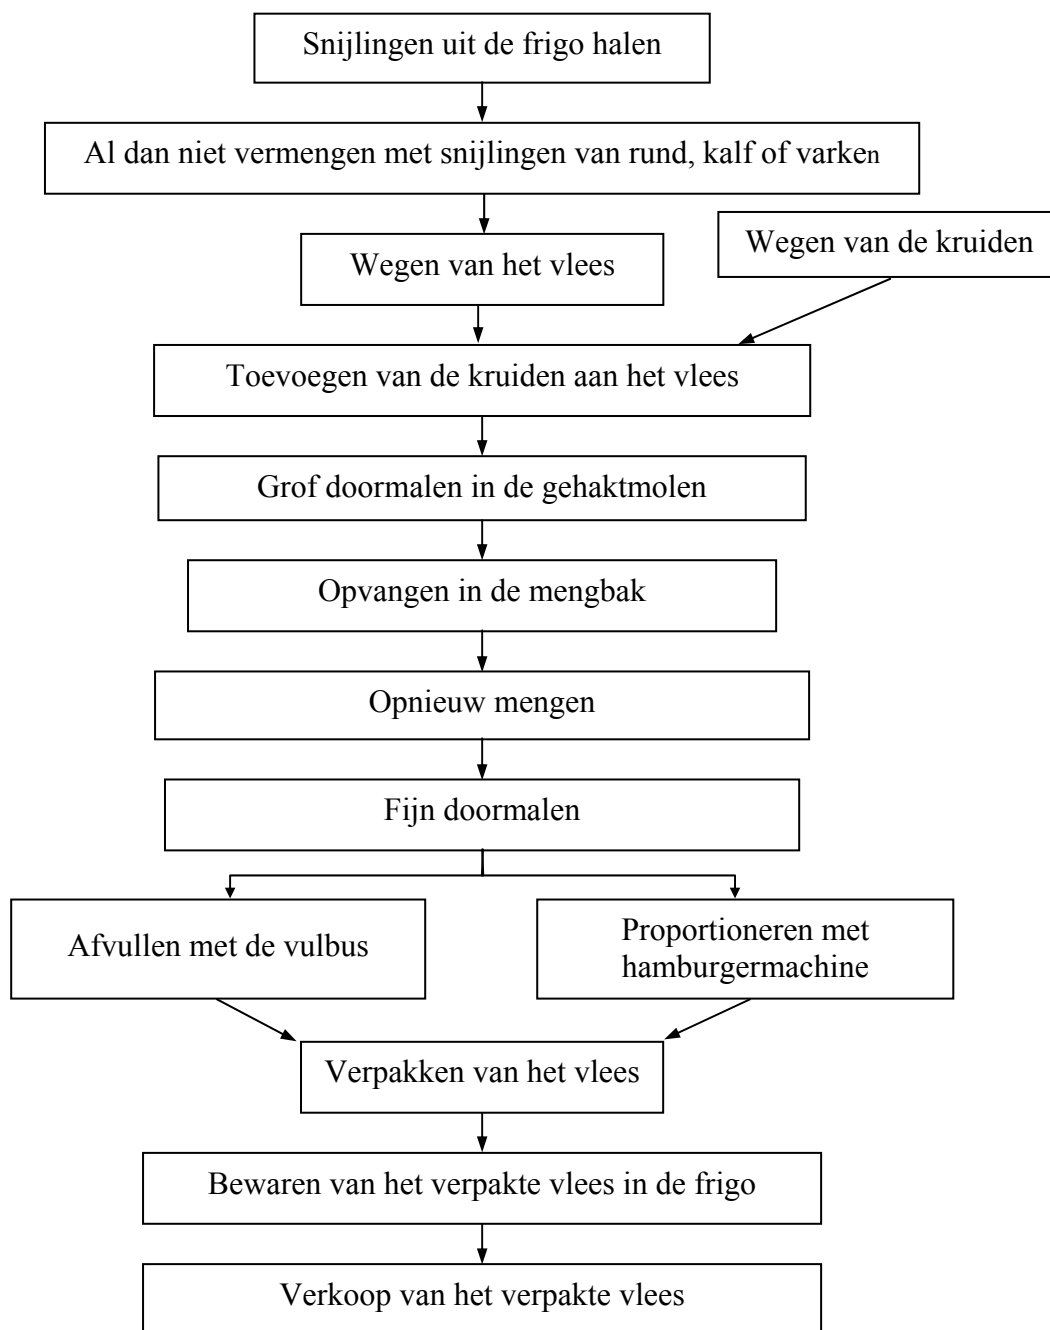 Snijlingen uit de frigo halen
Al dan niet vermengen met snijlingen van rund, kalf of varken
Wegen van de kruiden
Wegen van het vlees
Toevoegen van de kruiden aan het vlees
Grof doormalen in de gehaktmolen
Opvangen in de mengbak
Opnieuw mengen
Fijn doormalen
Afvullen met de vulbus
Proportioneren met
hamburgermachine
Verpakken van het vlees
Bewaren van het verpakte vlees in de frigo
Verkoop van het verpakte vlees